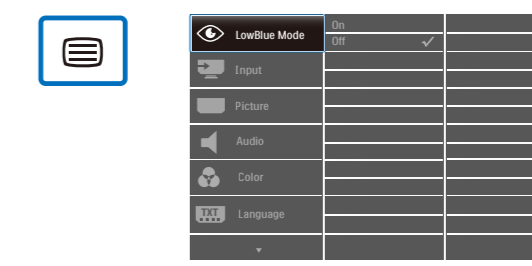 LowBlue Mode
On
Off
Input
Picture
Audio
Color
TXT
Language